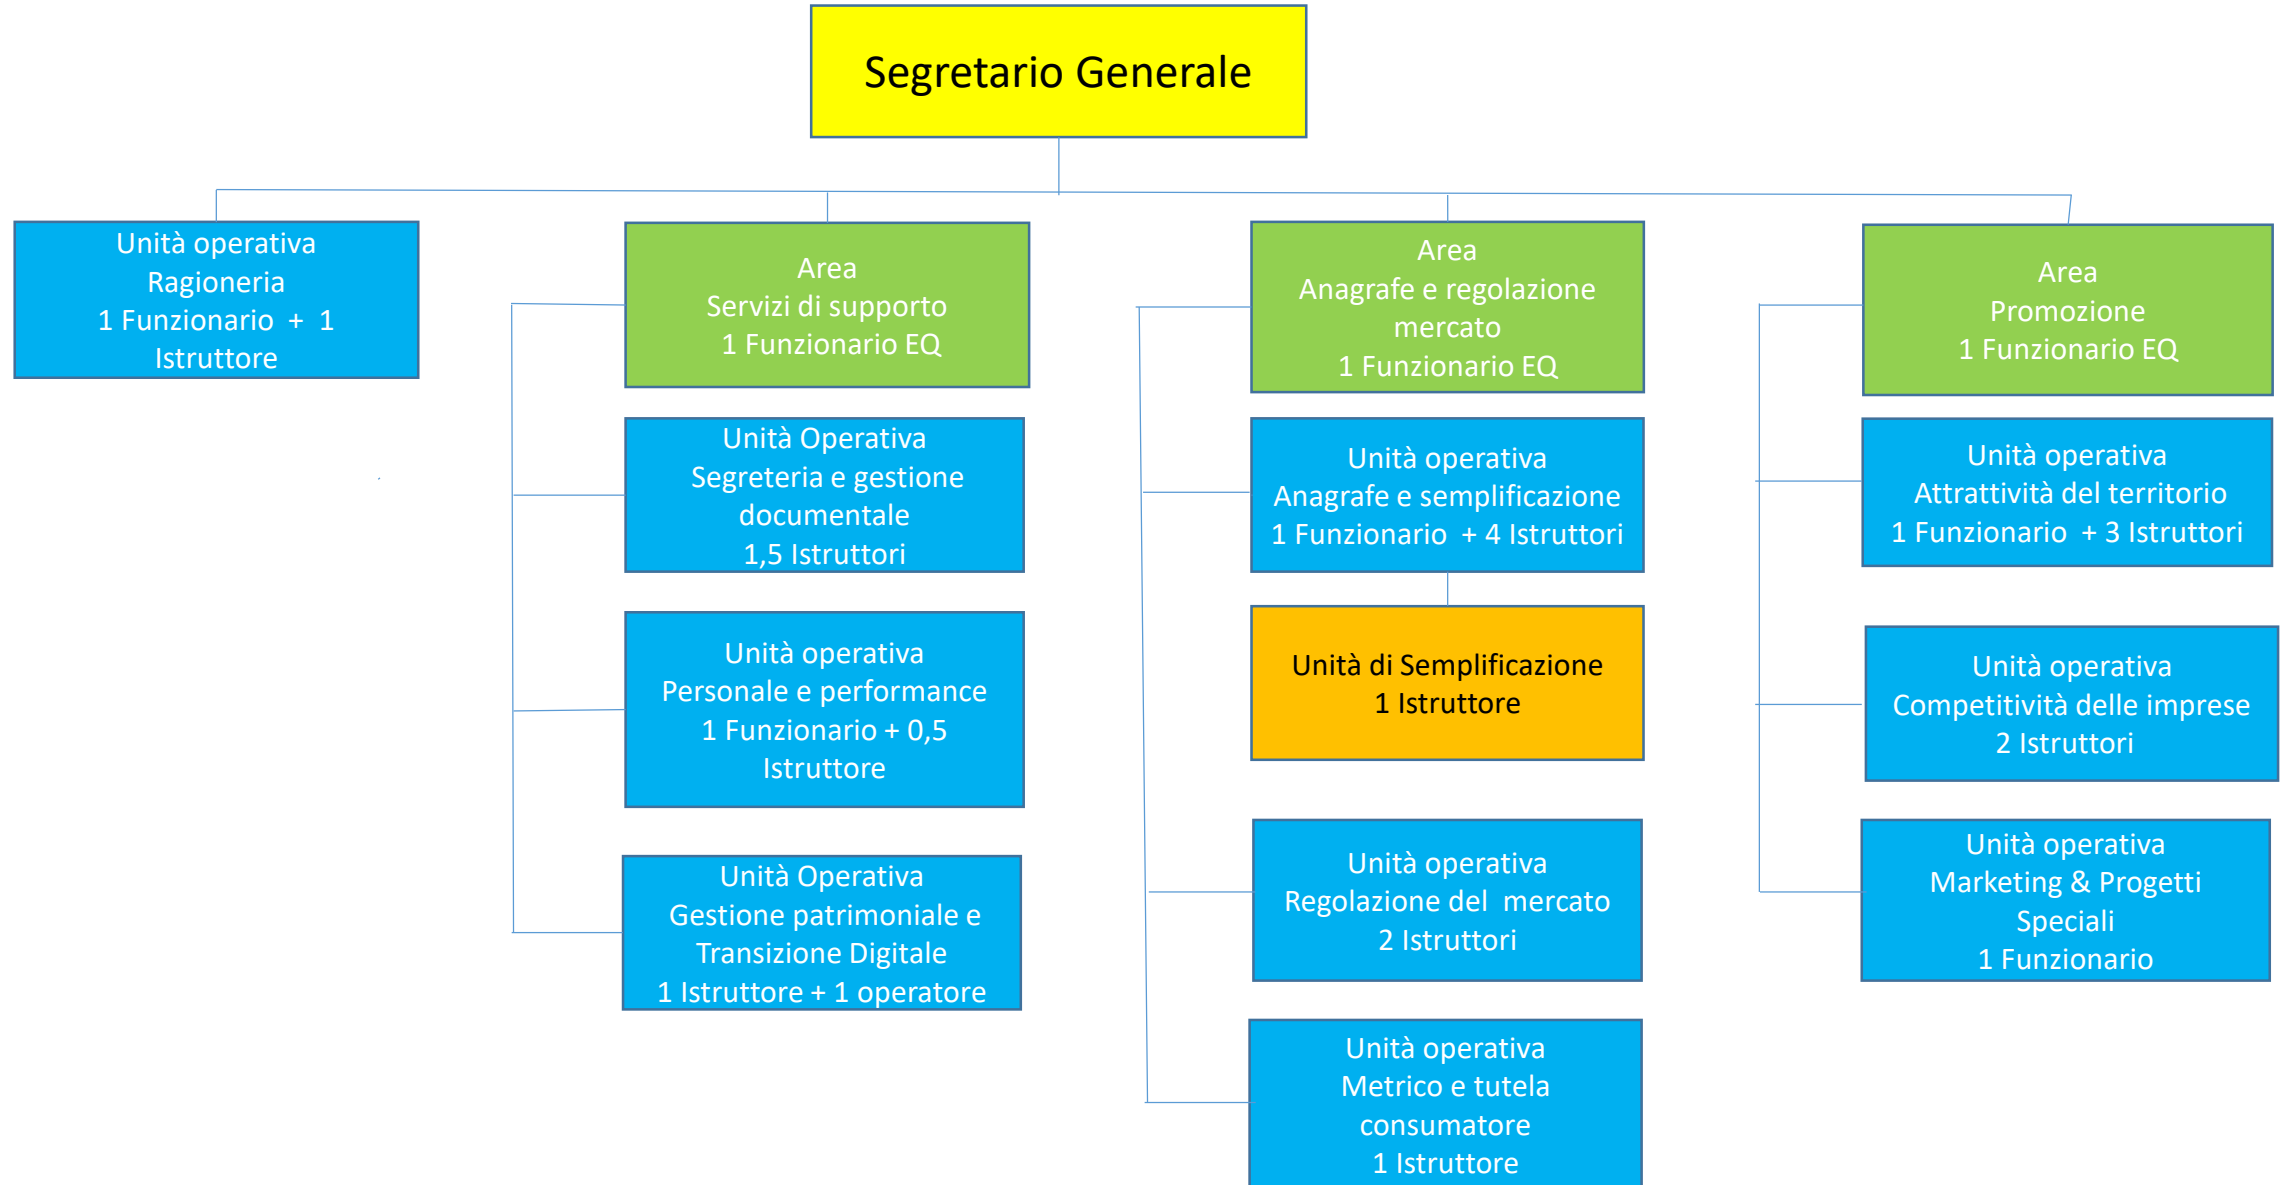 Segretario Generale
Unità operativa
Ragioneria
1 Funzionario + 1
Istruttore
Area
Servizi di supporto
1 Funzionario EQ
Unità Operativa
Segreteria e gestione
documentale
1,5 Istruttori
Unità operativa
Personale e performance
1 Funzionario + 0,5
Istruttore
Unità Operativa
Gestione patrimoniale e
Transizione Digitale
1 Istruttore + 1 operatore
Area
Anagrafe e regolazione
mercato
1 Funzionario EQ
Unità operativa
Anagrafe e semplificazione
1 Funzionario + 4 Istruttori
Unità di Semplificazione
1 Istruttore
Unità operativa
Regolazione del mercato
2 Istruttori
Unità operativa
Metrico e tutela
consumatore
1 Istruttore
Area
Promozione
1 Funzionario EQ
Unità operativa
Attrattività del territorio
1 Funzionario + 3 Istruttori
Unità operativa
Competitività delle imprese
2 Istruttori
Unità operativa
Marketing & Progetti
Speciali
1 Funzionario